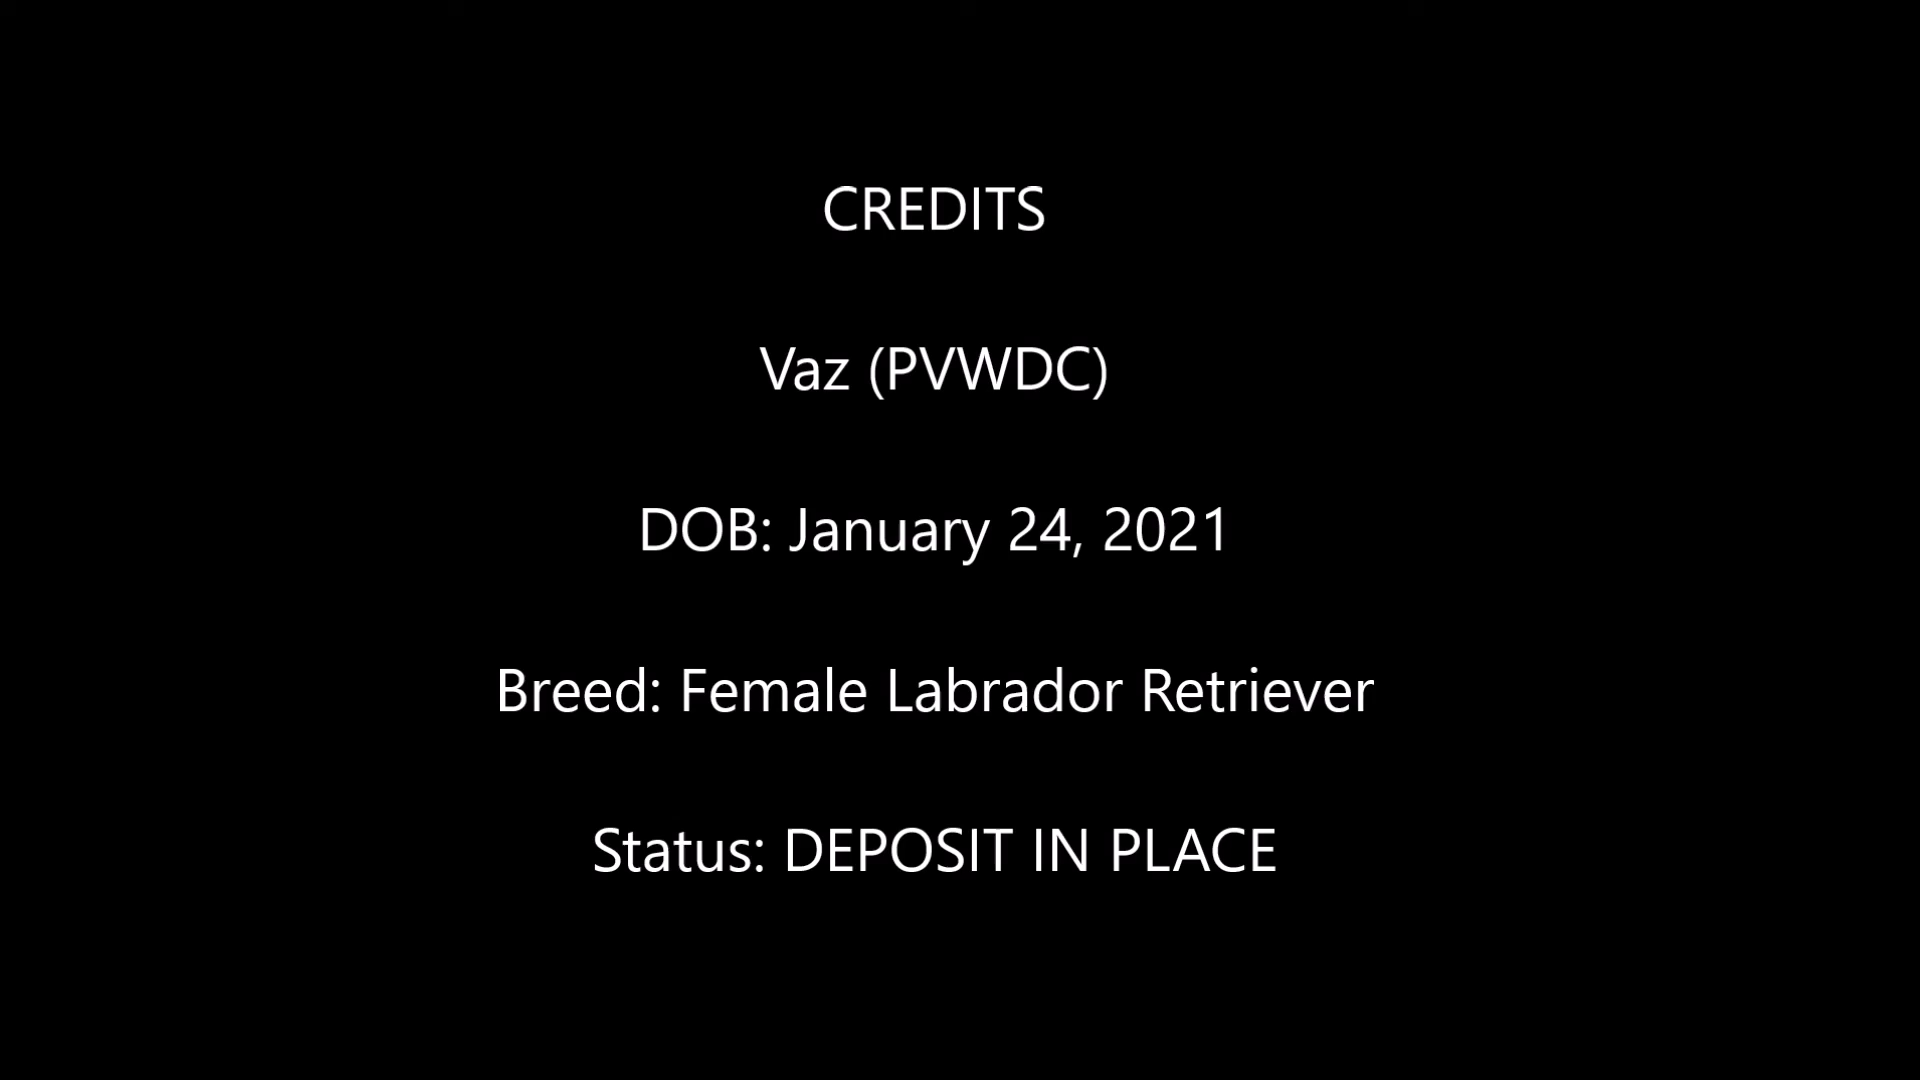 CREDITS
Vaz (PVWDC)
DOB: January 24, 2021
Breed: Female Labrador Retriever
Status: DEPOSIT IN PLACE